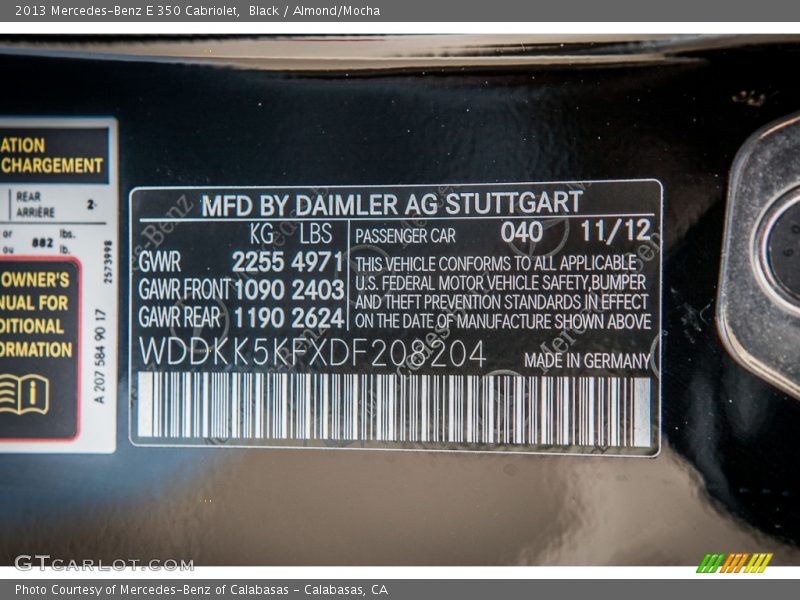 2013 Mercedes-Benz E 350 Cabriolet, Black / Almond/Mocha
ATION
CHARGEMENT
REAR 2
ARRIÈRE
or 882 lbs.
ou lb.
OWNER'S
NUAL FOR
DITIONAL
ORMATION
A 207 584 90 17
2573998
MFD BY DAIMLER AG STUTTGART
KG LBS PASSENGER CAR 040 11/12
GWR 2255 4971 THIS VEHICLE CONFORMS TO ALL APPLICABLE
GAWR FRONT 1090 2403 U.S. FEDERAL MOTOR VEHICLE SAFETY,BUMPER
AND THEFT PREVENTION STANDARDS IN EFFECT
GAWR REAR 1190 2624 ON THE DATE OF MANUFACTURE SHOWN ABOVE
WDDKK5KFXDF208204 MADE IN GERMANY
GTCARLOT.COM
Photo Courtesy of Mercedes-Benz of Calabasas - Calabasas, CA